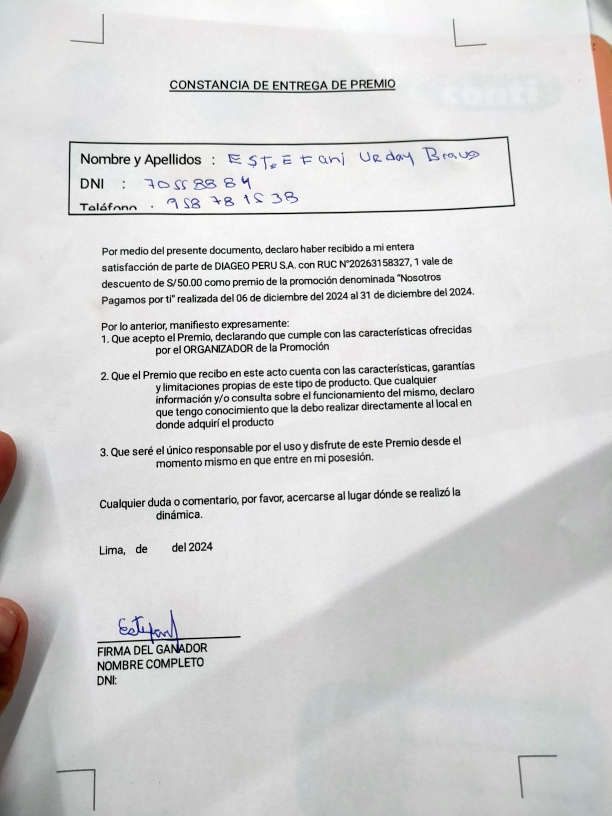 conti
CONSTANCIA DE ENTREGA DE PREMIO
Nombre y Apellidos : ESTEFani Urday Bravo
DNI : 70558884
Teléfono : 958781538
Por medio del presente documento, declaro haber recibido a mi entera
satisfacción de parte de DIAGEO PERU S.A. con RUC N°20263158327, 1 vale de
descuento de S/50.00 como premio de la promoción denominada "Nosotros
Pagamos por ti" realizada del 06 de diciembre del 2024 al 31 de diciembre del 2024.
Por lo anterior, manifiesto expresamente:
1. Que acepto el Premio, declarando que cumple con las características ofrecidas
por el ORGANIZADOR de la Promoción
2. Que el Premio que recibo en este acto cuenta con las características, garantías
y limitaciones propias de este tipo de producto. Que cualquier
información y/o consulta sobre el funcionamiento del mismo, declaro
que tengo conocimiento que la debo realizar directamente al local en
donde adquirí el producto
3. Que seré el único responsable por el uso y disfrute de este Premio desde el
momento mismo en que entre en mi posesión.
Cualquier duda o comentario, por favor, acercarse al lugar dónde se realizó la
dinámica.
Lima, de del 2024
Estefani
FIRMA DEL GANADOR
NOMBRE COMPLETO
DNI: